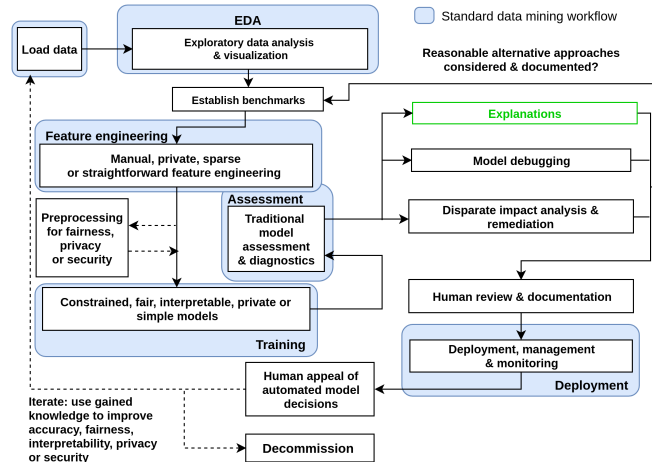 EDA
Standard data mining workflow
Load data
Exploratory data analysis
& visualization
Reasonable alternative approaches
considered & documented?
Establish benchmarks
Explanations
Feature engineering
Manual, private, sparse
or straightforward feature engineering
Model debugging
Assessment
Preprocessing
for fairness,
privacy
or security
Traditional
model
assessment
& diagnostics
Disparate impact analysis &
remediation
Constrained, fair, interpretable, private or
simple models
Training
Human review & documentation
Deployment, management
& monitoring
Deployment
Human appeal of
automated model
decisions
Iterate: use gained
knowledge to improve
accuracy, fairness,
interpretability, privacy
or security
Decommission